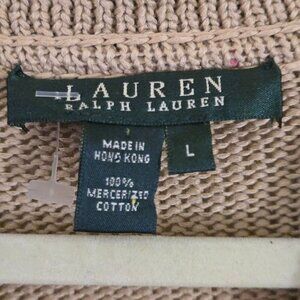 LAUREN
RALPH LAUREN
MADE IN
HONG KONG
L
100%
MERCERIZED
COTTON